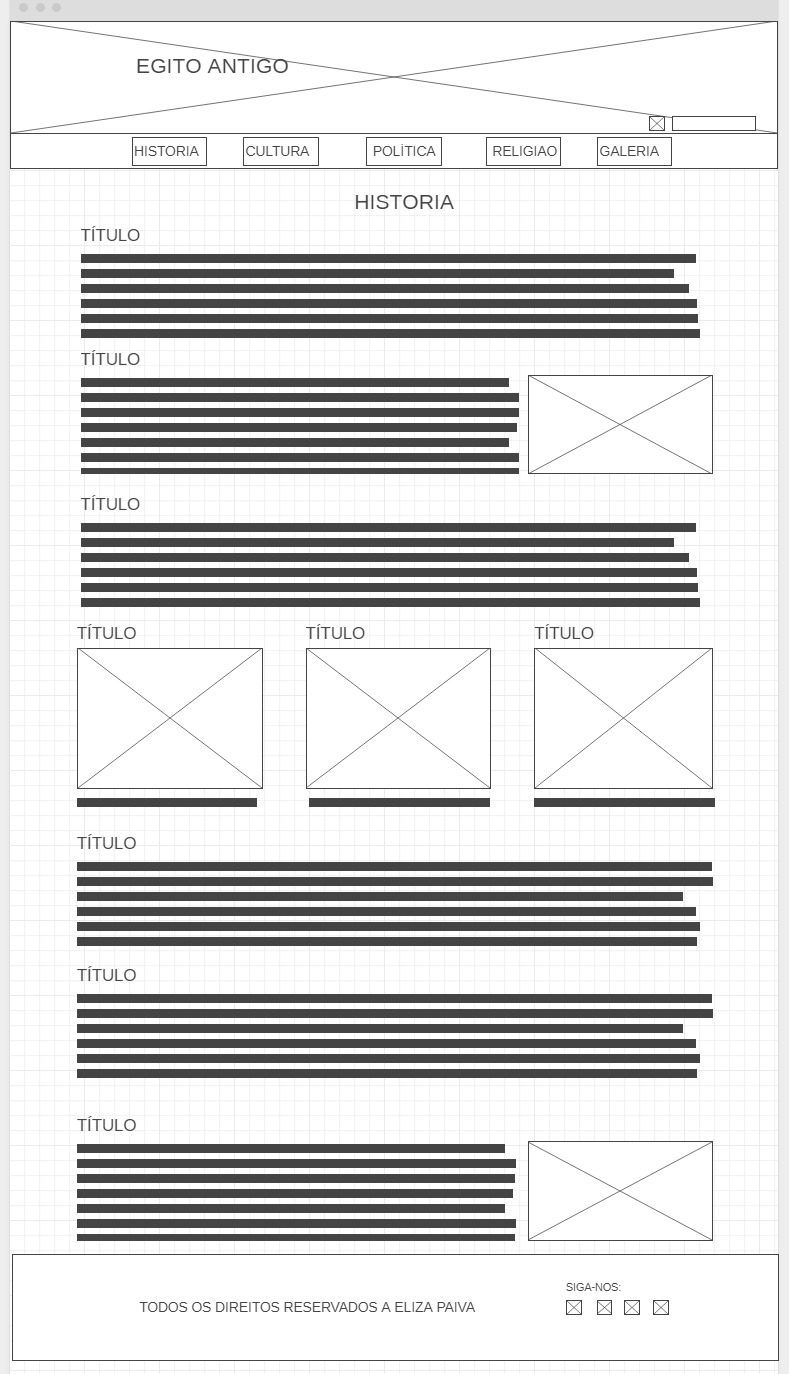 EGITO ANTIGO
HISTORIA
CULTURA
POLÍTICA
RELIGIAO
GALERIA
HISTORIA
TÍTULO
TÍTULO
TÍTULO
TÍTULO
TÍTULO
TÍTULO
TÍTULO
TÍTULO
TÍTULO
SIGA-NOS:
TODOS OS DIREITOS RESERVADOS A ELIZA PAIVA